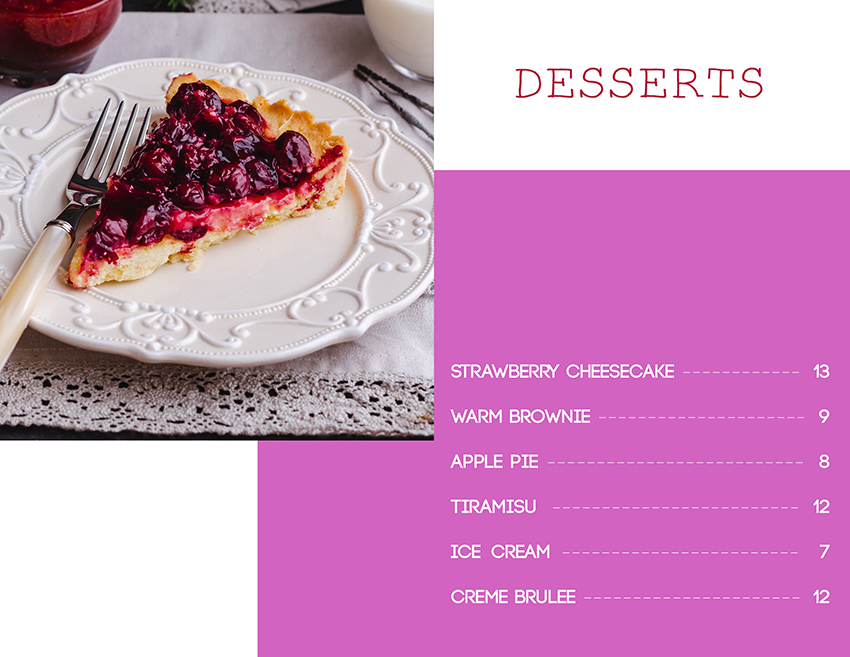 DESSERTS
STRAWBERRY CHEESECAKE ------------ 13
WARM BROWNIE --------------------- 9
APPLE PIE -------------------------- 8
TIRAMISU ------------------------- 12
ICE CREAM ------------------------ 7
CREME BRULEE ---------------------- 12